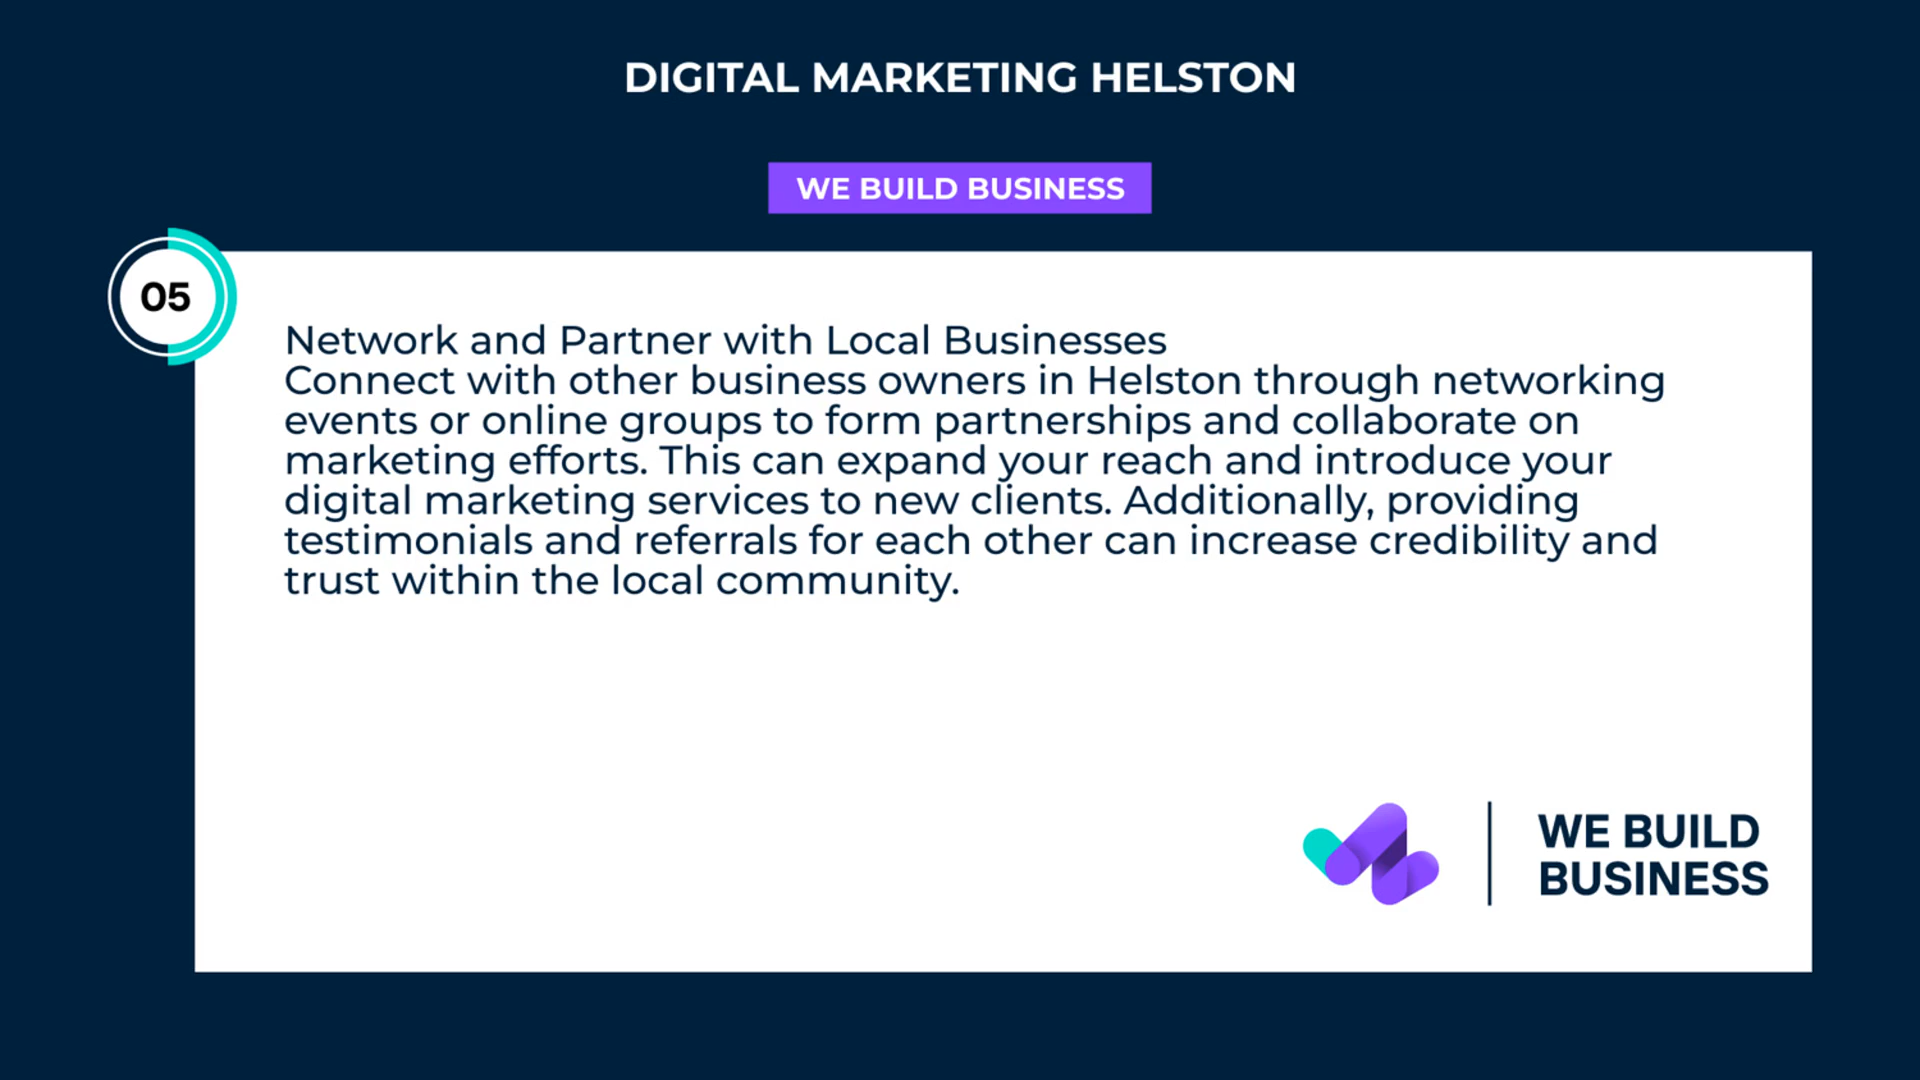 DIGITAL MARKETING HELSTON
WE BUILD BUSINESS
05
Network and Partner with Local Businesses
Connect with other business owners in Helston through networking
events or online groups to form partnerships and collaborate on
marketing efforts. This can expand your reach and introduce your
digital marketing services to new clients. Additionally, providing
testimonials and referrals for each other can increase credibility and
trust within the local community.
WE BUILD
BUSINESS